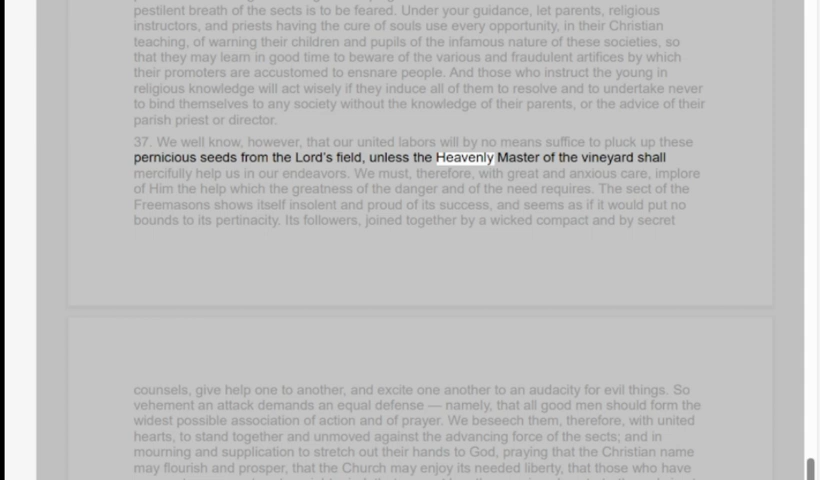 pestilent breath of the sects is to be feared. Under your guidance, let parents, religious
instructors, and priests having the cure of souls use every opportunity, in their Christian
teaching, of warning their children and pupils of the infamous nature of these societies, so
that they may learn in good time to beware of the various and fraudulent artifices by which
their promoters are accustomed to ensnare people. And those who instruct the young in
religious knowledge will act wisely if they induce all of them to resolve and to undertake never
to bind themselves to any society without the knowledge of their parents, or the advice of their
parish priest or director.
37. We well know, however, that our united labors will by no means suffice to pluck up these
pernicious seeds from the Lord's field, unless the Heavenly Master of the vineyard shall
mercifully help us in our endeavors. We must, therefore, with great and anxious care, implore
of Him the help which the greatness of the danger and of the need requires. The sect of the
Freemasons shows itself insolent and proud of its success, and seems as if it would put no
bounds to its pertinacity. Its followers, joined together by a wicked compact and by secret
counsels, give help one to another, and excite one another to an audacity for evil things. So
vehement an attack demands an equal defense — namely, that all good men should form the
widest possible association of action and of prayer. We beseech them, therefore, with united
hearts, to stand together and unmoved against the advancing force of the sects; and in
mourning and supplication to stretch out their hands to God, praying that the Christian name
may flourish and prosper, that the Church may enjoy its needed liberty, that those who have